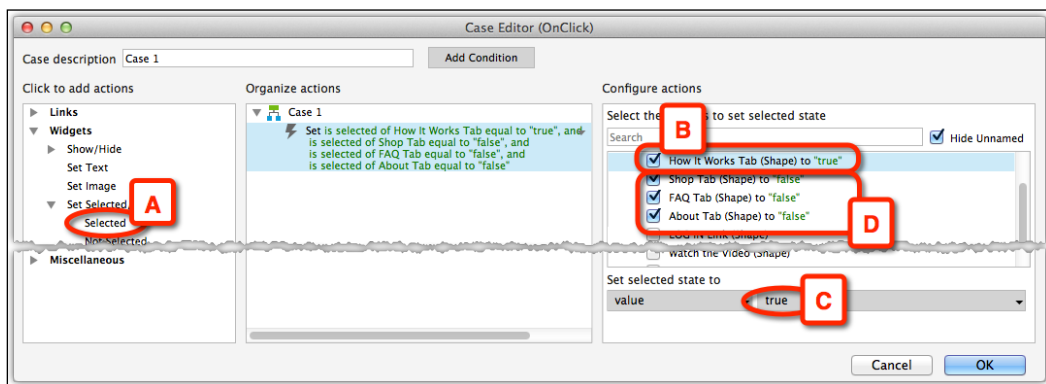 Case Editor (OnClick)
Case description Case 1 Add Condition
Click to add actions
Links
Widgets
Show/Hide
Set Text
Set Image
Set Selected
A
Selected
Not Selected
Miscellaneous
Organize actions
Case 1
Set is selected of How It Works Tab equal to "true", and
is selected of Shop Tab equal to "false", and
is selected of FAQ Tab equal to "false", and
is selected of About Tab equal to "false"
Configure actions
Select the to set selected state
B
Search Hide Unnamed
How It Works Tab (Shape) to "true"
Shop Tab (Shape) to "false"
FAQ Tab (Shape) to "false"
About Tab (Shape) to "false"
D
LOG IN Link (Shape)
Watch the Video (Shape)
Set selected state to
value true
C
Cancel OK